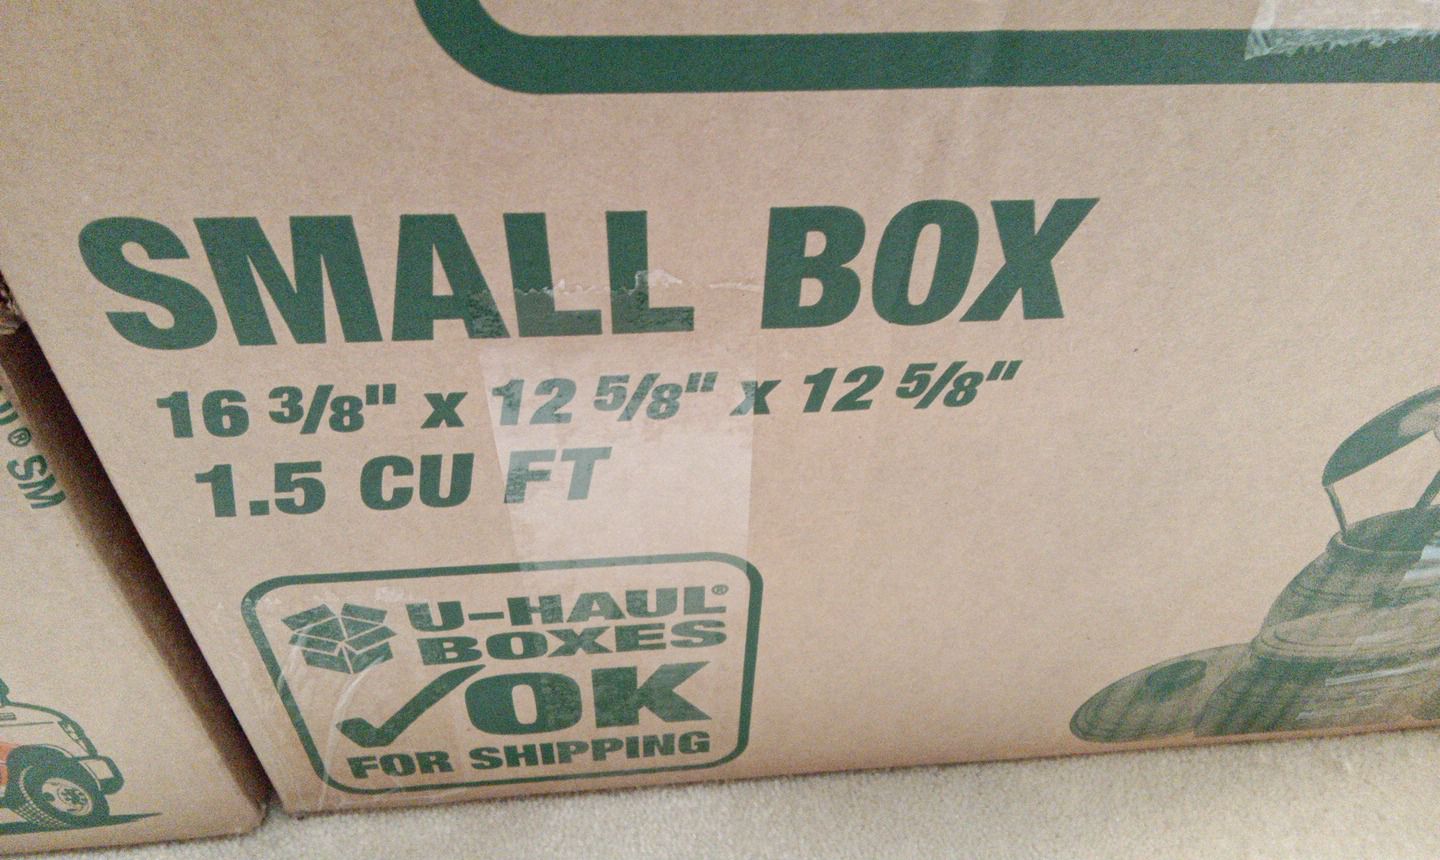 SMALL BOX
16 3/8" x 12 5/8" x 12 5/8"
1.5 CU FT
U-HAUL®
BOXES
✓OK
FOR SHIPPING
® SM